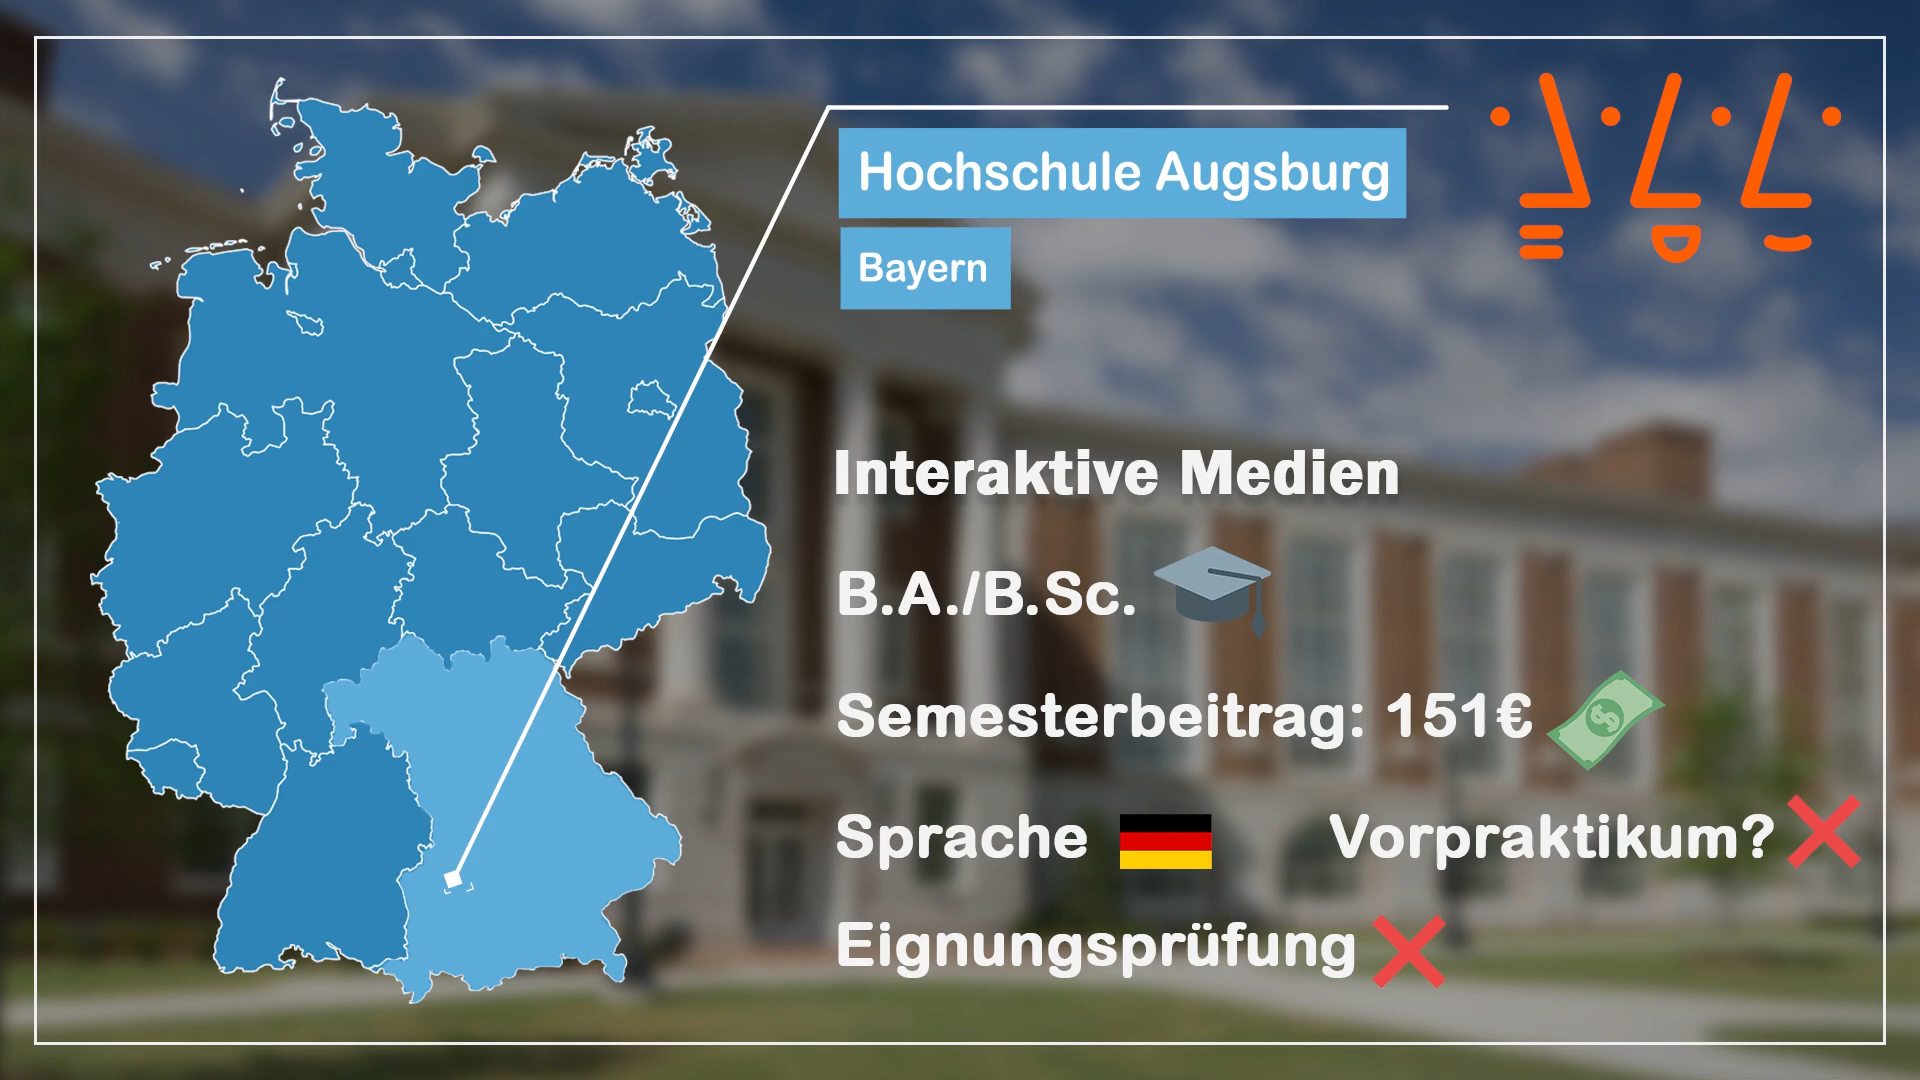 Hochschule Augsburg
Bayern
Interaktive Medien
B.A./B.Sc.
Semesterbeitrag: 151€
Sprache
Vorpraktikum?
Eignungsprüfung